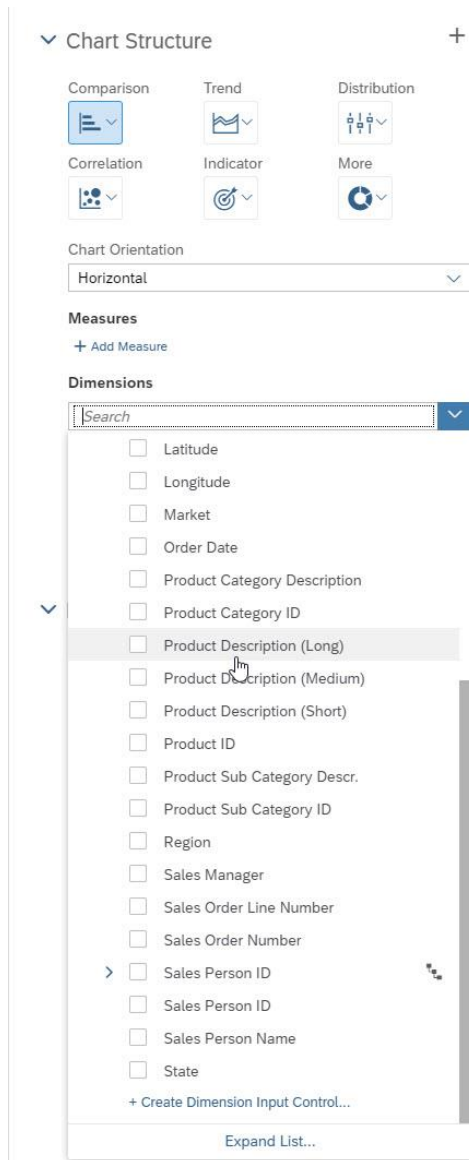 Chart Structure
Comparison Trend Distribution
Correlation Indicator More
Chart Orientation
Horizontal
Measures
+ Add Measure
Dimensions
Search
Latitude
Longitude
Market
Order Date
Product Category Description
Product Category ID
Product Description (Long)
Product Description (Medium)
Product Description (Short)
Product ID
Product Sub Category Descr.
Product Sub Category ID
Region
Sales Manager
Sales Order Line Number
Sales Order Number
Sales Person ID
Sales Person ID
Sales Person Name
State
+ Create Dimension Input Control...
Expand List...